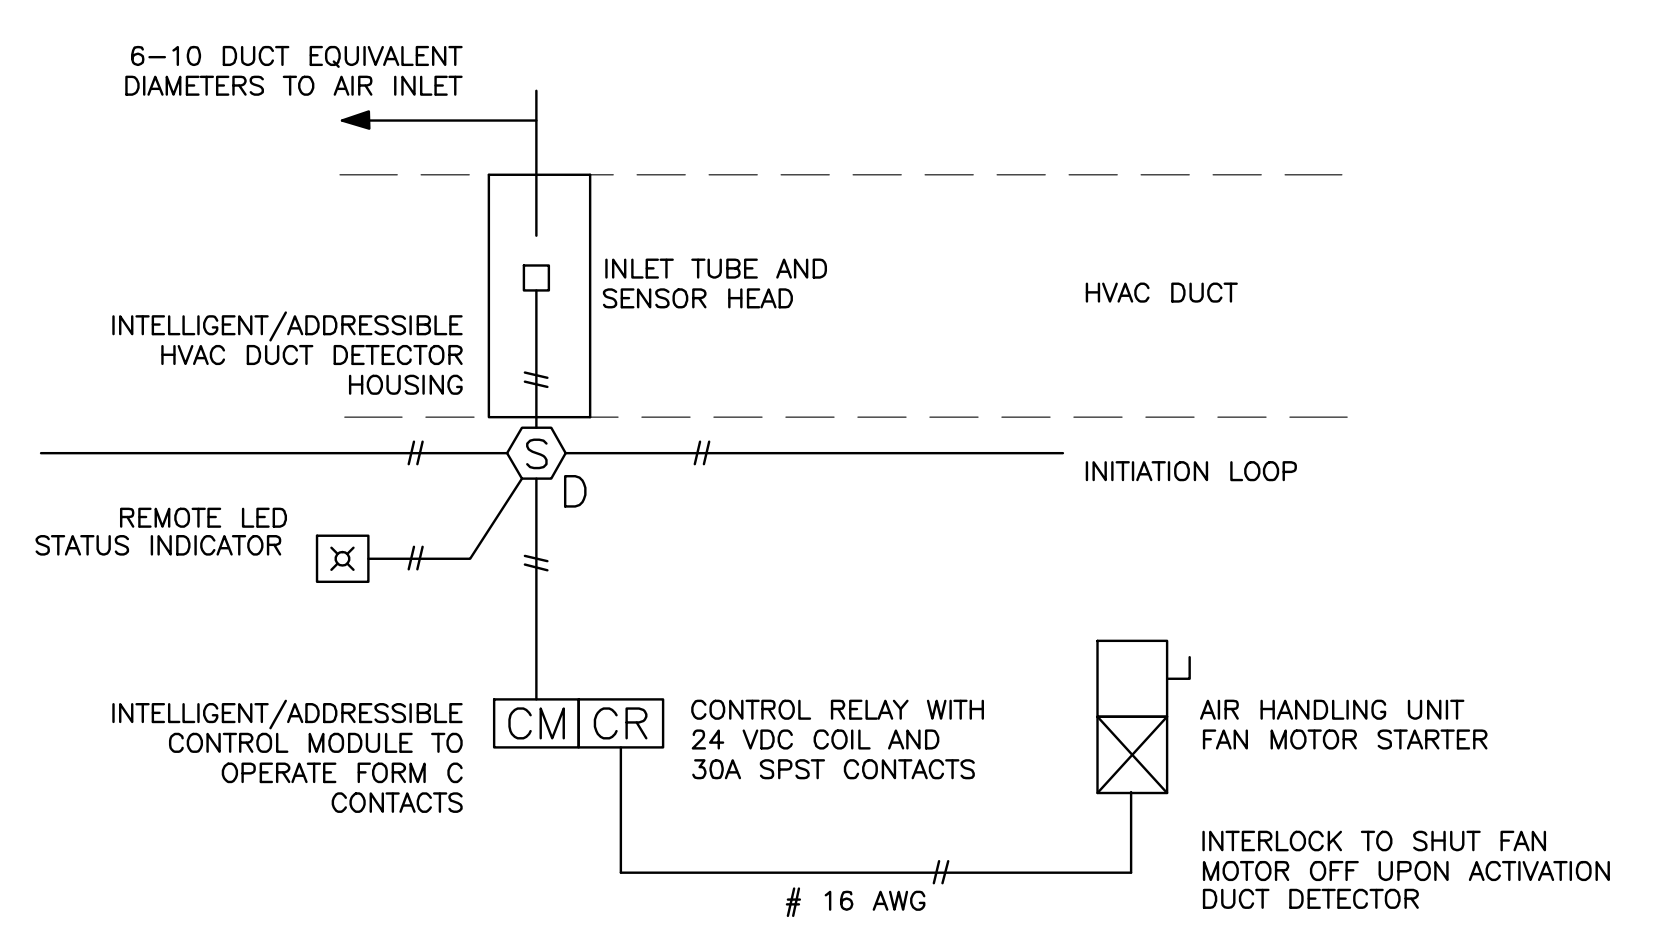 6-10 DUCT EQUIVALENT
DIAMETERS TO AIR INLET
INLET TUBE AND
SENSOR HEAD
HVAC DUCT
INTELLIGENT/ADDRESSIBLE
HVAC DUCT DETECTOR
HOUSING
S
D
INITIATION LOOP
REMOTE LED
STATUS INDICATOR
INTELLIGENT/ADDRESSIBLE
CONTROL MODULE TO
OPERATE FORM C
CONTACTS
CM CR
CONTROL RELAY WITH
24 VDC COIL AND
30A SPST CONTACTS
AIR HANDLING UNIT
FAN MOTOR STARTER
INTERLOCK TO SHUT FAN
MOTOR OFF UPON ACTIVATION
DUCT DETECTOR
# 16 AWG